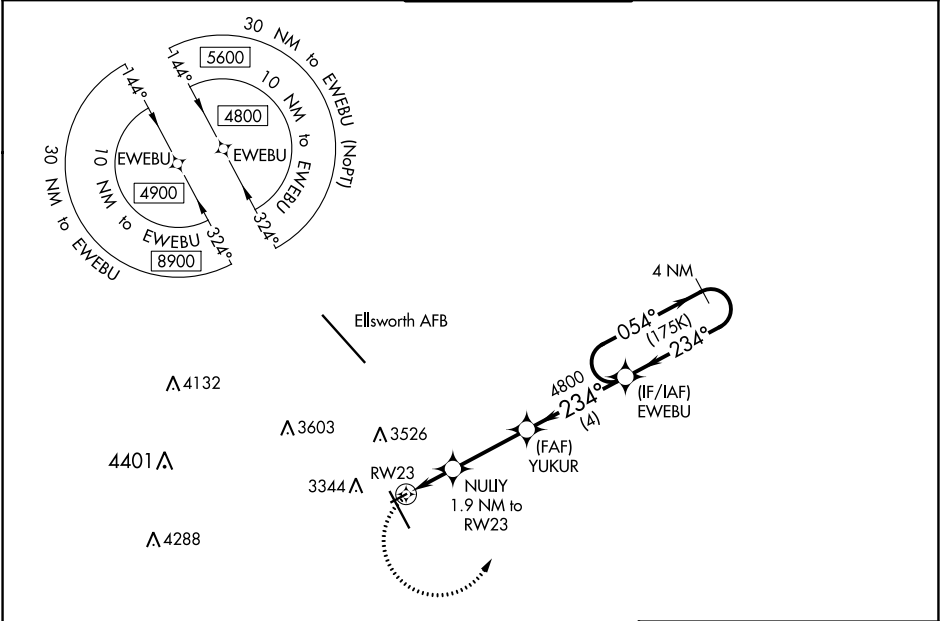 30 NM to EWEBU (NoPT)
5600
144°
10 NM to EWEBU
4800
EWEBU
324°
144°
EWEBU
4900
10 NM to EWEBU
324°
8900
30 NM to EWEBU
4 NM
Ellsworth AFB
054°
(175K)
234°
4132
4800
234°
(4)
(IF/IAF)
EWEBU
3603
3526
(FAF)
YUKUR
4401
3344
RW23
NULIY
1.9 NM to
RW23
4288